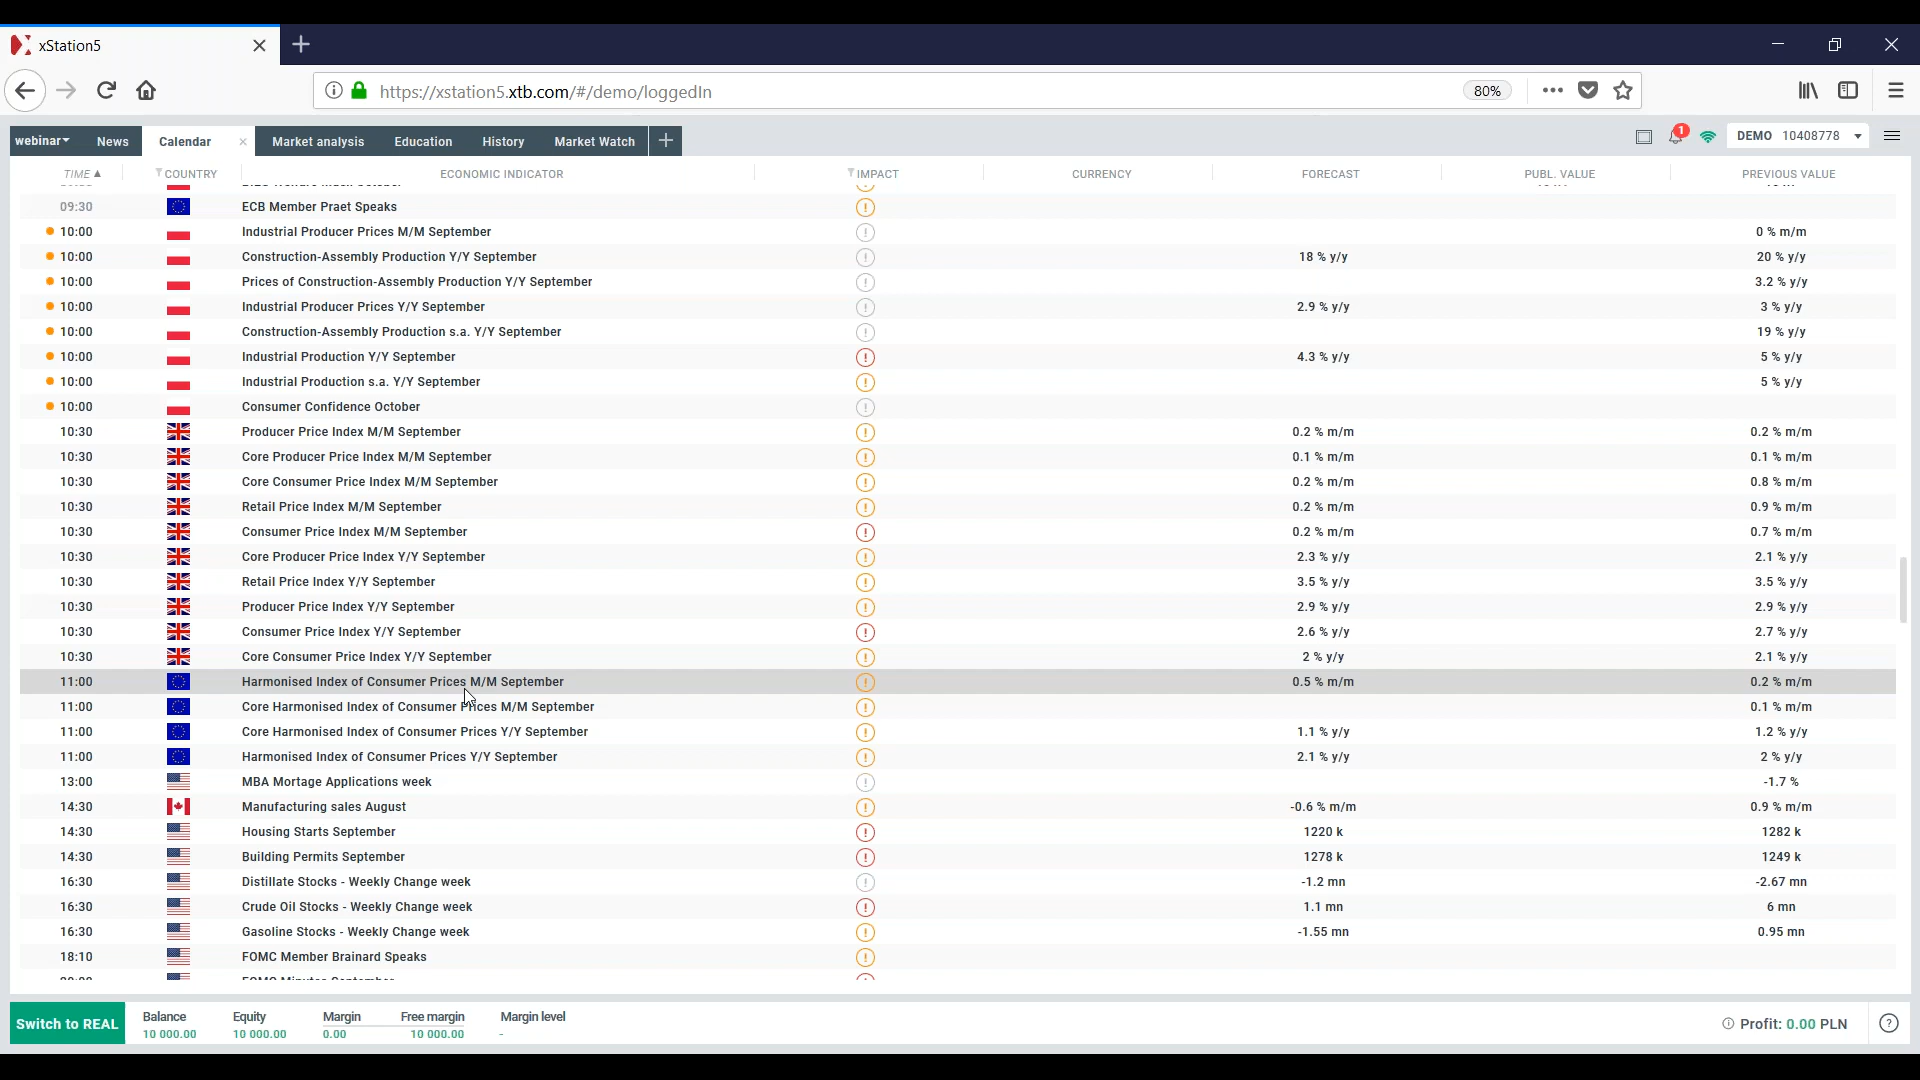 xStation5
https://xstation5.xtb.com/#/demo/loggedIn 80%
webinar News Calendar Market analysis Education History Market Watch 1 DEMO 10408778
TIME COUNTRY ECONOMIC INDICATOR IMPACT CURRENCY FORECAST PUBL. VALUE PREVIOUS VALUE
09:30 ECB Member Praet Speaks
10:00 Industrial Producer Prices M/M September 0 % m/m
10:00 Construction-Assembly Production Y/Y September 18 % y/y 20 % y/y
10:00 Prices of Construction-Assembly Production Y/Y September 3.2 % y/y
10:00 Industrial Producer Prices Y/Y September 2.9 % y/y 3 % y/y
10:00 Construction-Assembly Production s.a. Y/Y September 19 % y/y
10:00 Industrial Production Y/Y September 4.3 % y/y 5 % y/y
10:00 Industrial Production s.a. Y/Y September 5 % y/y
10:00 Consumer Confidence October
10:30 Producer Price Index M/M September 0.2 % m/m 0.2 % m/m
10:30 Core Producer Price Index M/M September 0.1 % m/m 0.1 % m/m
10:30 Core Consumer Price Index M/M September 0.2 % m/m 0.8 % m/m
10:30 Retail Price Index M/M September 0.2 % m/m 0.9 % m/m
10:30 Consumer Price Index M/M September 0.2 % m/m 0.7 % m/m
10:30 Core Producer Price Index Y/Y September 2.3 % y/y 2.1 % y/y
10:30 Retail Price Index Y/Y September 3.5 % y/y 3.5 % y/y
10:30 Producer Price Index Y/Y September 2.9 % y/y 2.9 % y/y
10:30 Consumer Price Index Y/Y September 2.6 % y/y 2.7 % y/y
10:30 Core Consumer Price Index Y/Y September 2 % y/y 2.1 % y/y
11:00 Harmonised Index of Consumer Prices M/M September 0.5 % m/m 0.2 % m/m
11:00 Core Harmonised Index of Consumer Prices M/M September 0.1 % m/m
11:00 Core Harmonised Index of Consumer Prices Y/Y September 1.1 % y/y 1.2 % y/y
11:00 Harmonised Index of Consumer Prices Y/Y September 2.1 % y/y 2 % y/y
13:00 MBA Mortage Applications week -1.7 %
14:30 Manufacturing sales August -0.6 % m/m 0.9 % m/m
14:30 Housing Starts September 1220 k 1282 k
14:30 Building Permits September 1278 k 1249 k
16:30 Distillate Stocks - Weekly Change week -1.2 mn -2.67 mn
16:30 Crude Oil Stocks - Weekly Change week 1.1 mn 6 mn
16:30 Gasoline Stocks - Weekly Change week -1.55 mn 0.95 mn
18:10 FOMC Member Brainard Speaks
FOMC Minutes September
Switch to REAL Balance Equity Margin Free margin Margin level Profit: 0.00 PLN
10 000.00 10 000.00 0.00 10 000.00 -